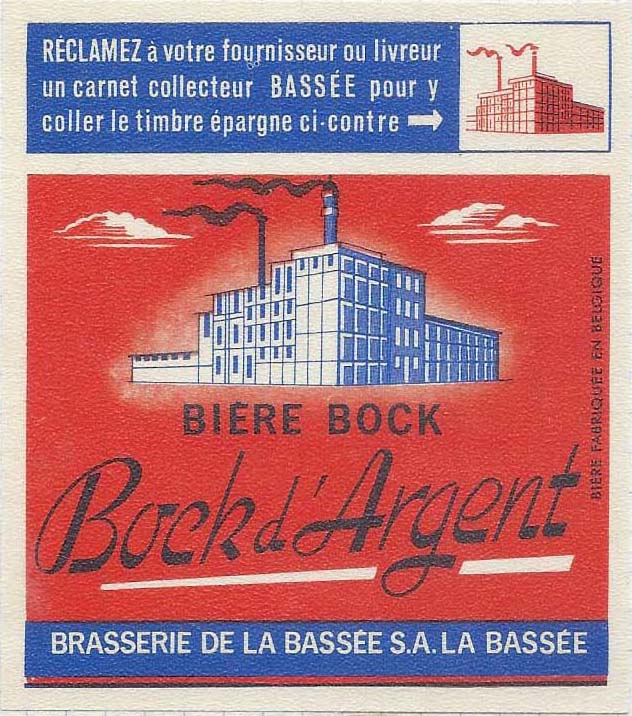 RÉCLAMEZ à votre fournisseur ou livreur
un carnet collecteur BASSÉE pour y
coller le timbre épargne ci-contre
BIÈRE BOCK
Bock d'Argent
BIÈRE FABRIQUÉE EN BELGIQUE
BRASSERIE DE LA BASSÉE S.A. LA BASSÉE